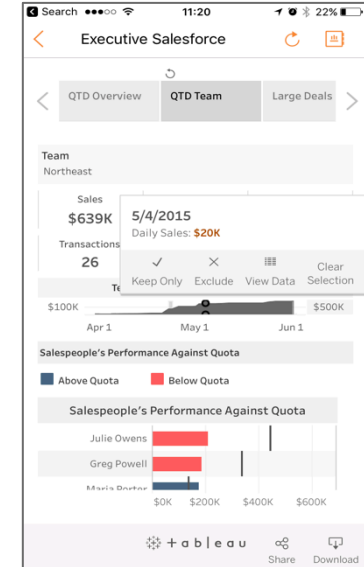 Search 11:20 22%
Executive Salesforce
QTD Overview QTD Team Large Deals
Team
Northeast
Sales
$639K
Transactions
26
5/4/2015
Daily Sales: $20K
Keep Only Exclude View Data Clear Selection
Te
$100K $500K
Apr 1 May 1 Jun 1
Salespeople's Performance Against Quota
Above Quota Below Quota
Salespeople's Performance Against Quota
Julie Owens
Greg Powell
Maria Porter
$0K $200K $400K $600K
+ a b | e a u
Share Download